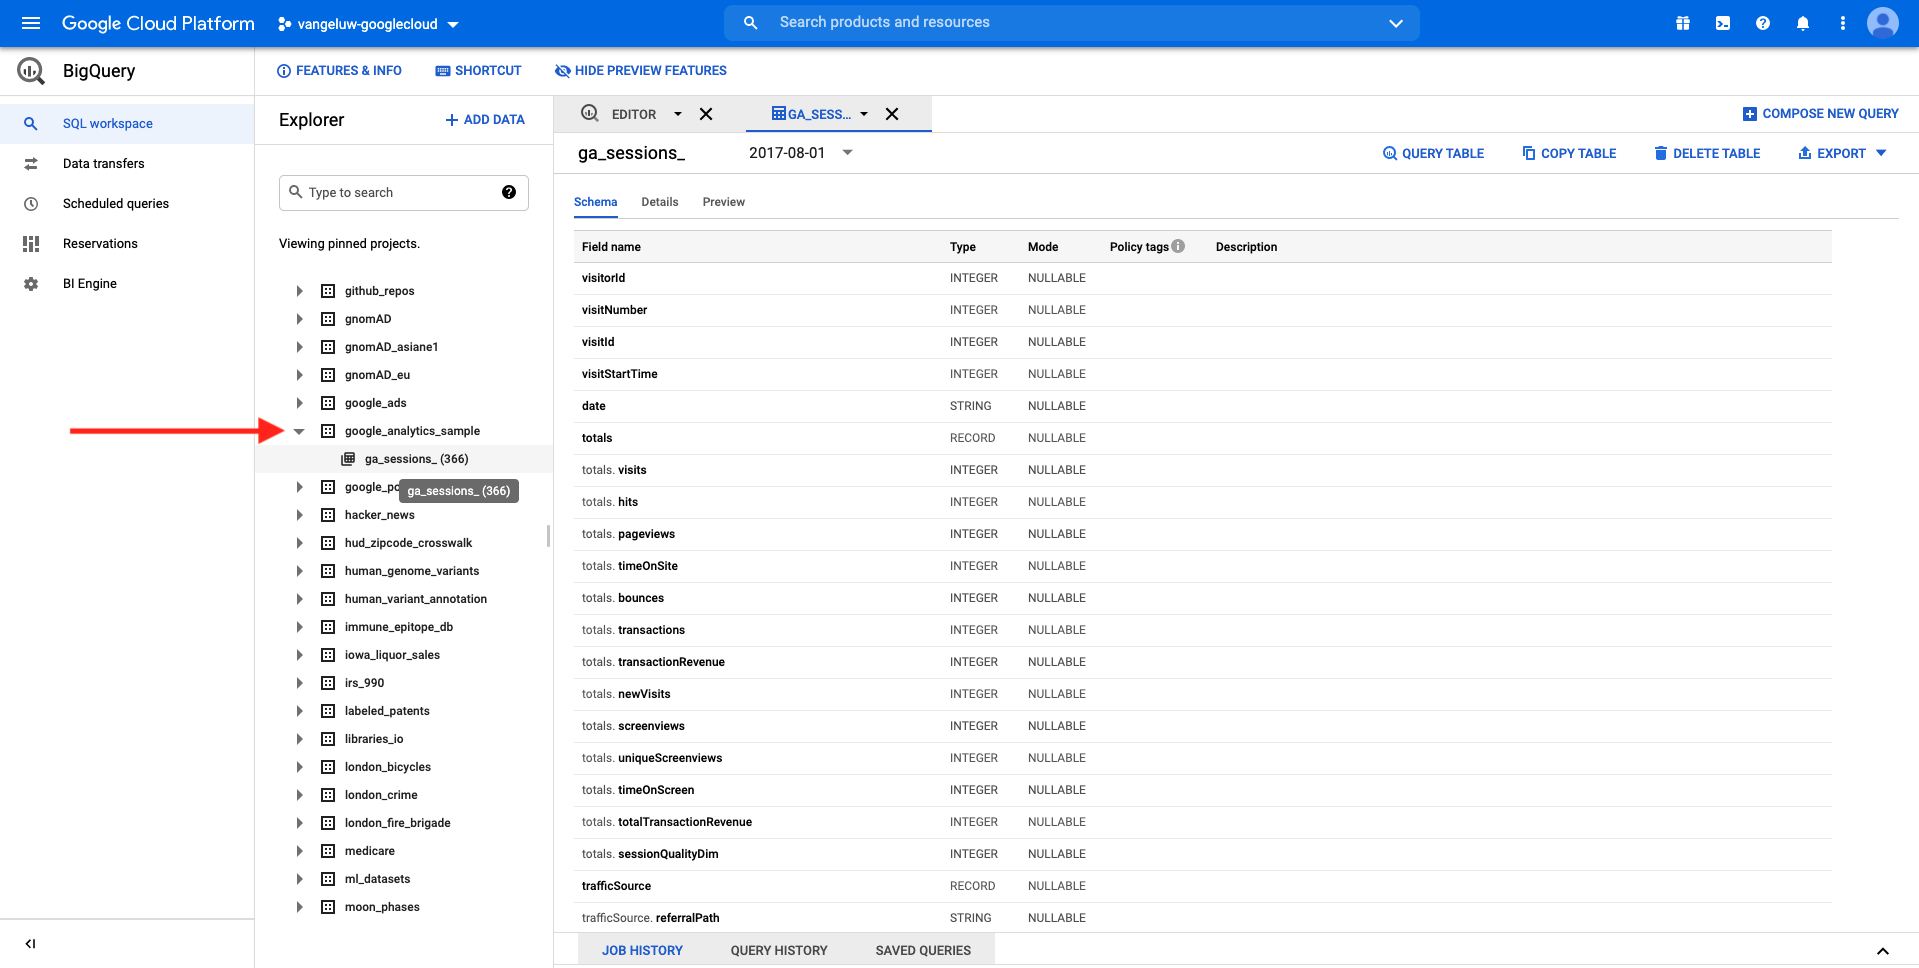 Google Cloud Platform
vangeluw-googlecloud
Search products and resources
BigQuery
FEATURES & INFO
SHORTCUT
HIDE PREVIEW FEATURES
SQL workspace
Data transfers
Scheduled queries
Reservations
BI Engine
Explorer
ADD DATA
Type to search
Viewing pinned projects.
github_repos
gnomAD
gnomAD_asiane1
gnomAD_eu
google_ads
google_analytics_sample
ga_sessions_ (366)
google_po
ga_sessions_ (366)
hacker_news
hud_zipcode_crosswalk
human_genome_variants
human_variant_annotation
immune_epitope_db
iowa_liquor_sales
irs_990
labeled_patents
libraries_io
london_bicycles
london_crime
london_fire_brigade
medicare
ml_datasets
moon_phases
EDITOR
GA_SESS...
COMPOSE NEW QUERY
ga_sessions_
2017-08-01
QUERY TABLE
COPY TABLE
DELETE TABLE
EXPORT
Schema Details Preview
Field name Type Mode Policy tags Description
visitorId INTEGER NULLABLE
visitNumber INTEGER NULLABLE
visitId INTEGER NULLABLE
visitStartTime INTEGER NULLABLE
date STRING NULLABLE
totals RECORD NULLABLE
totals. visits INTEGER NULLABLE
totals. hits INTEGER NULLABLE
totals. pageviews INTEGER NULLABLE
totals. timeOnSite INTEGER NULLABLE
totals. bounces INTEGER NULLABLE
totals. transactions INTEGER NULLABLE
totals. transactionRevenue INTEGER NULLABLE
totals. newVisits INTEGER NULLABLE
totals. screenviews INTEGER NULLABLE
totals. uniqueScreenviews INTEGER NULLABLE
totals. timeOnScreen INTEGER NULLABLE
totals. totalTransactionRevenue INTEGER NULLABLE
totals. sessionQualityDim INTEGER NULLABLE
trafficSource RECORD NULLABLE
trafficSource. referralPath STRING NULLABLE
JOB HISTORY QUERY HISTORY SAVED QUERIES